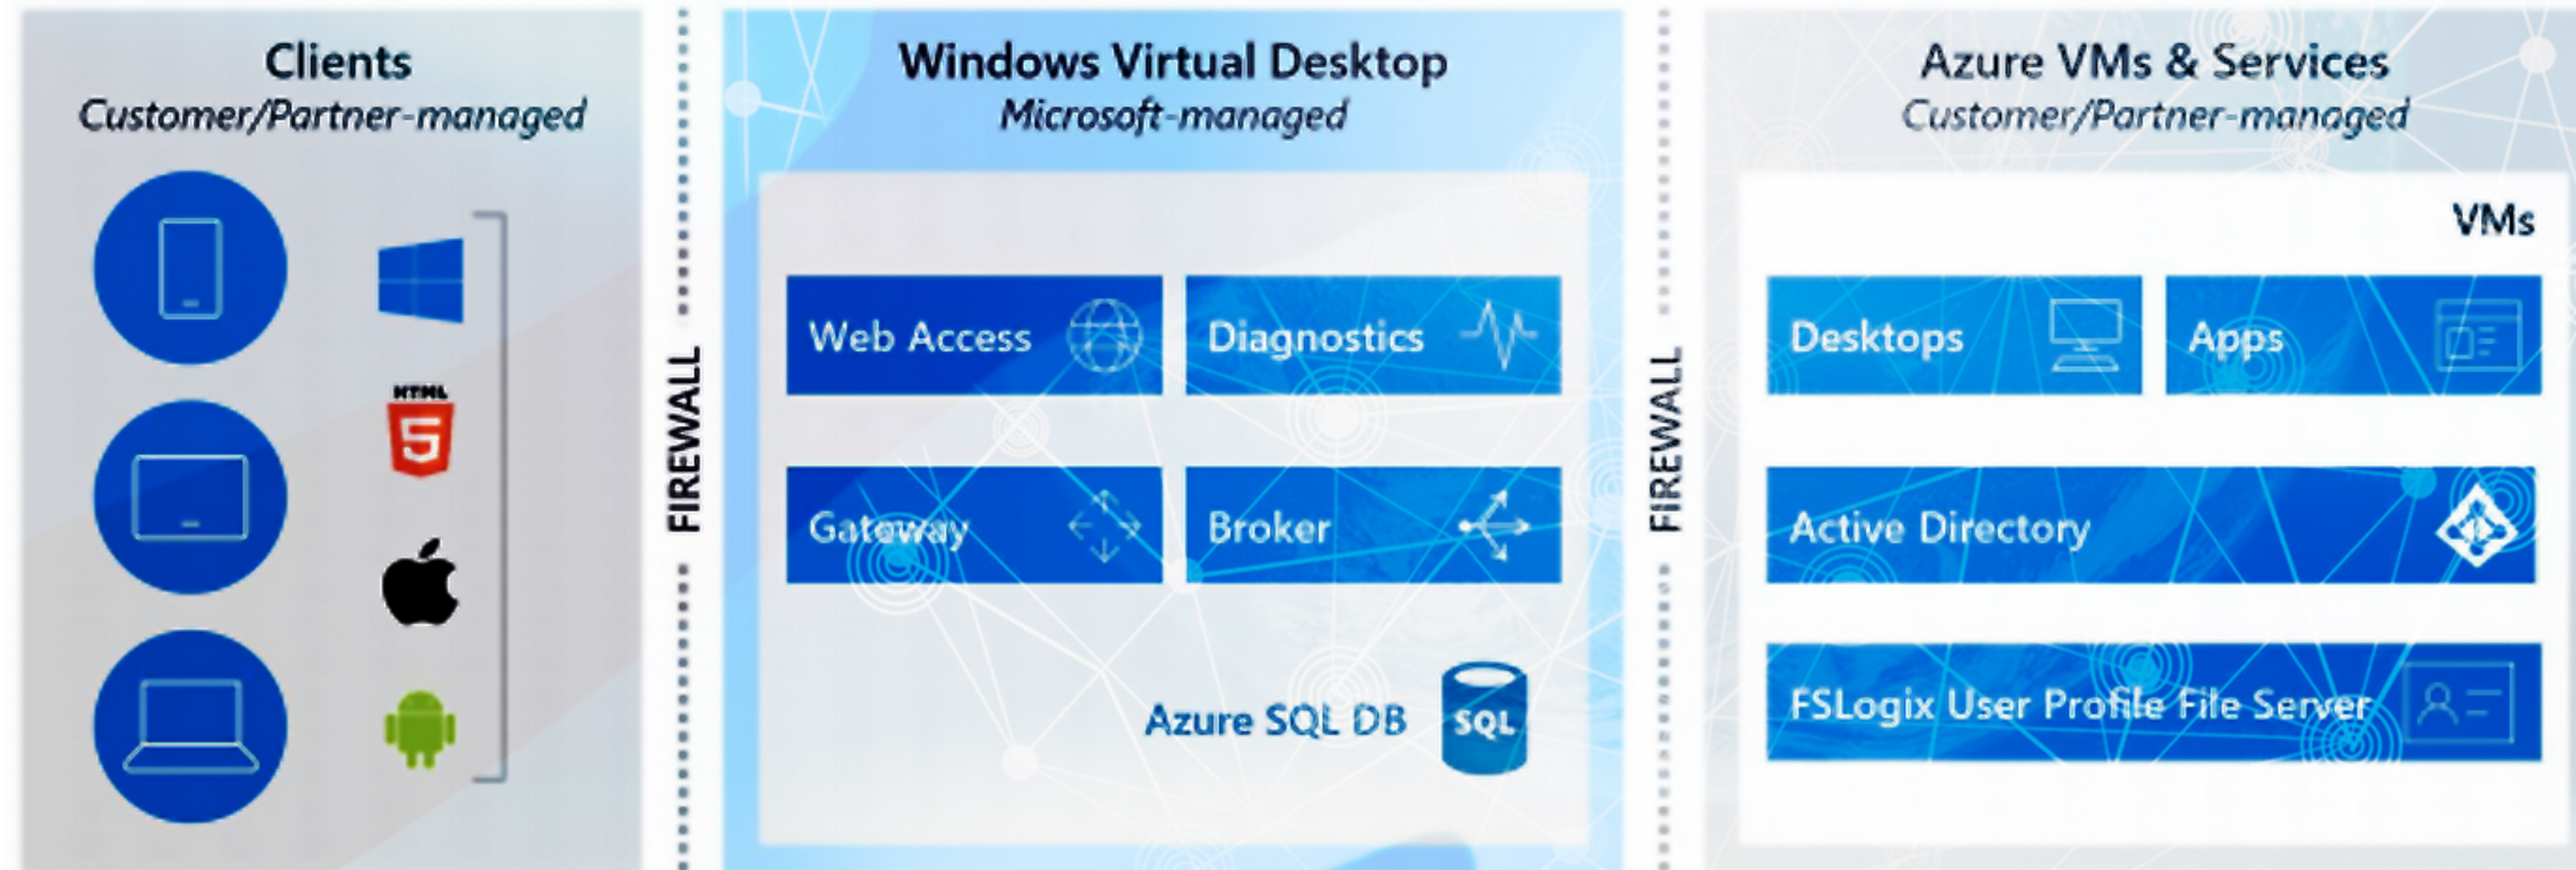 Clients
Customer/Partner-managed
HTML
5
FIREWALL
Windows Virtual Desktop
Microsoft-managed
Web Access
Diagnostics
Gateway
Broker
Azure SQL DB
SQL
FIREWALL
Azure VMs & Services
Customer/Partner-managed
VMs
Desktops
Apps
Active Directory
FSLogix User Profile File Server